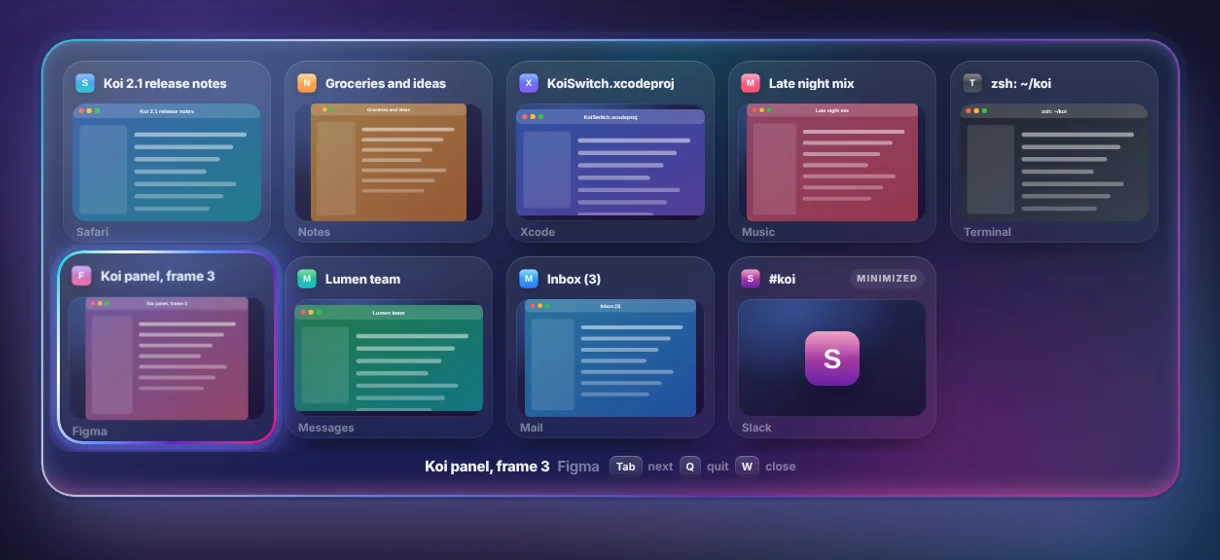 S Koi 2.1 release notes
Koi 2.1 release notes
Safari
N Groceries and ideas
Groceries and ideas
Notes
X KoiSwitch.xcodeproj
KoiSwitch.xcodeproj
Xcode
M Late night mix
Late night mix
Music
T zsh: ~/koi
zsh: ~/koi
Terminal
F Koi panel, frame 3
Koi panel, frame 3
Figma
M Lumen team
Lumen team
Messages
M Inbox (3)
Inbox (3)
Mail
S #koi MINIMIZED
S
Slack
Koi panel, frame 3 Figma Tab next Q quit W close